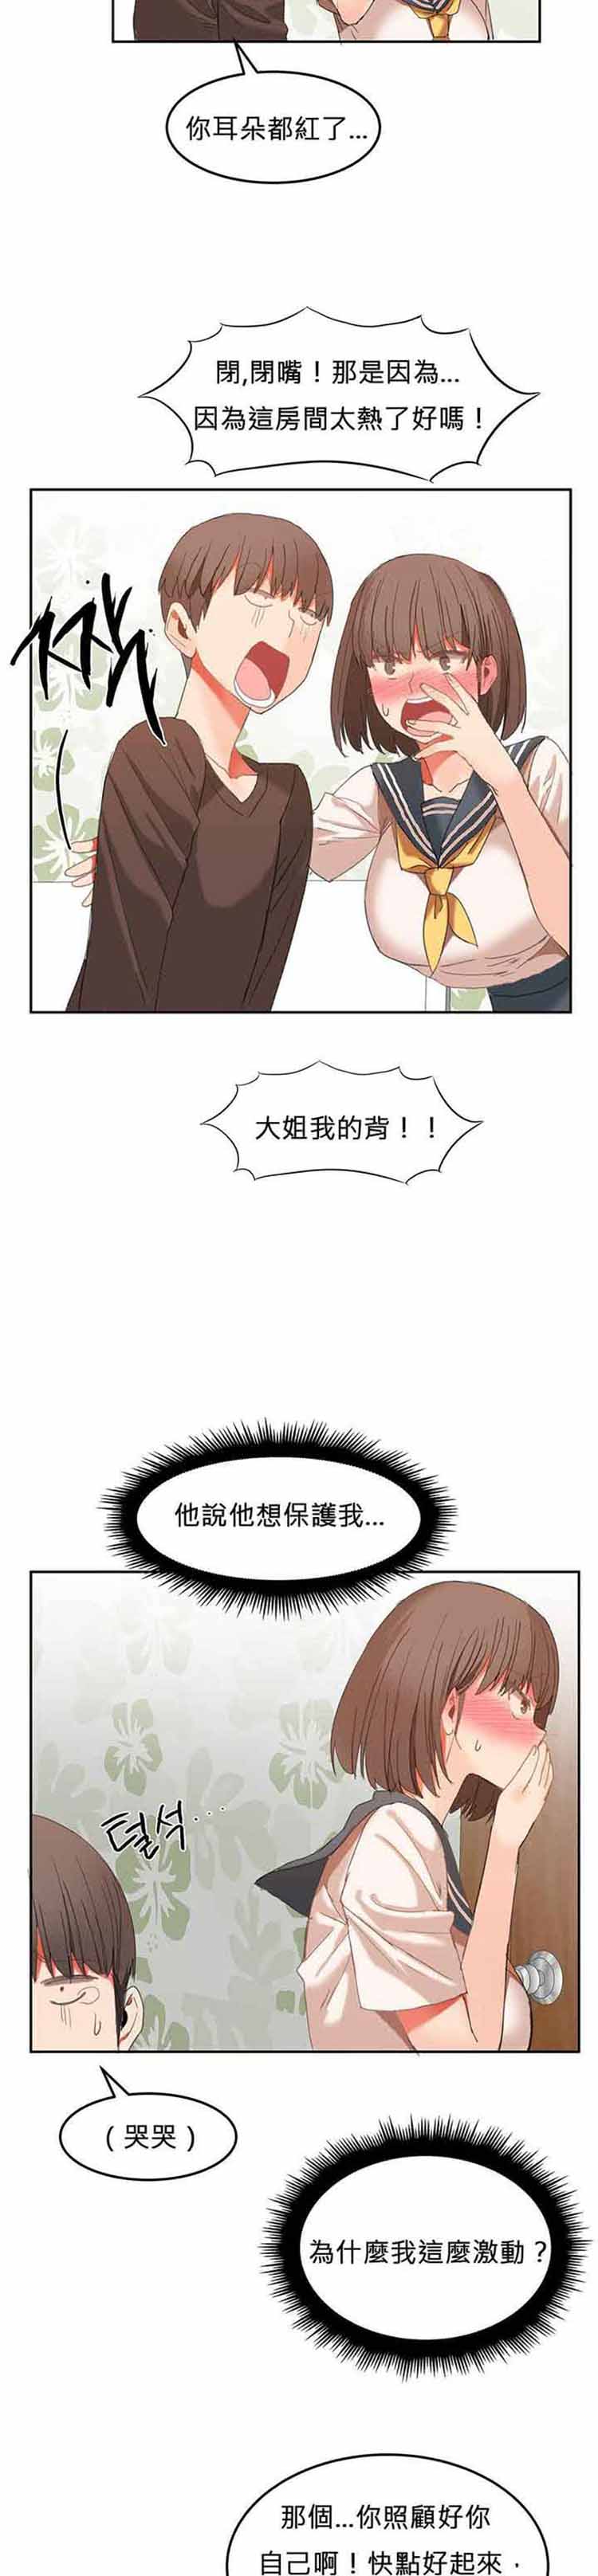 你耳朵都紅了...
閉,閉嘴！那是因為...
因為這房間太熱了好嗎！
大姐我的背！！
他說他想保護我...
털석...
（哭哭）
為什麼我這麼激動？
那個...你照顧好你
自己啊！快點好起來，